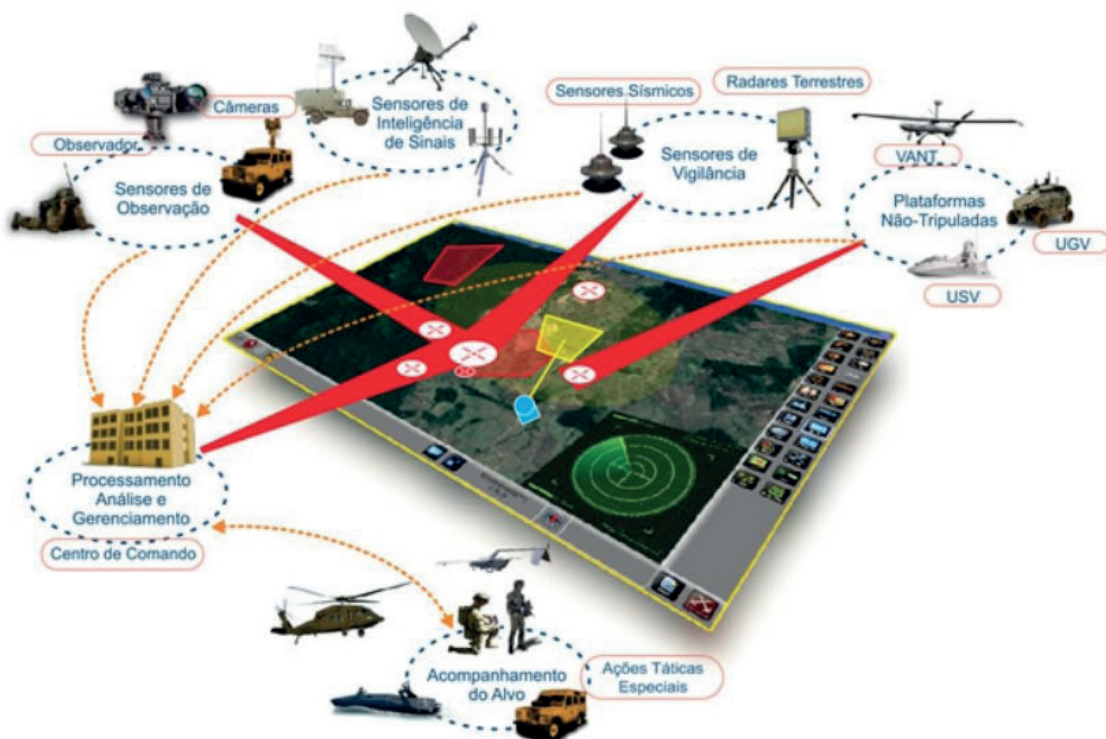 Câmeras
Observador
Sensores de
Observação
Sensores de
Inteligência
de Sinais
Sensores Sísmicos
Radares Terrestres
Sensores de
Vigilância
VANT
Plataformas
Não-Tripuladas
UGV
USV
Processamento
Análise e
Gerenciamento
Centro de Comando
Acompanhamento
do Alvo
Ações Táticas
Especiais